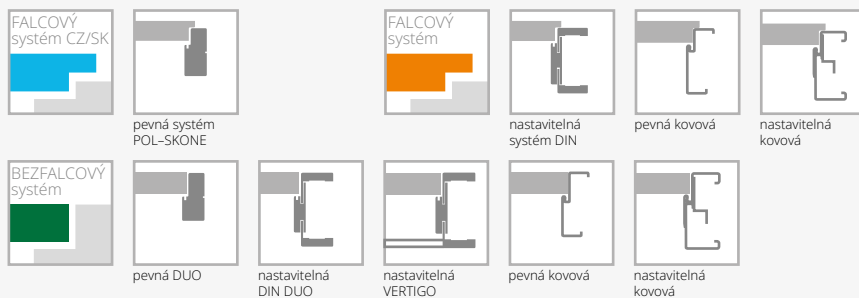 FALCOVÝ
systém CZ/SK
pevná systém
POL–SKONE
FALCOVÝ
systém
nastavitelná
systém DIN
pevná kovová
nastavitelná
kovová
BEZFALCOVÝ
systém
pevná DUO
nastavitelná
DIN DUO
nastavitelná
VERTIGO
pevná kovová
nastavitelná
kovová